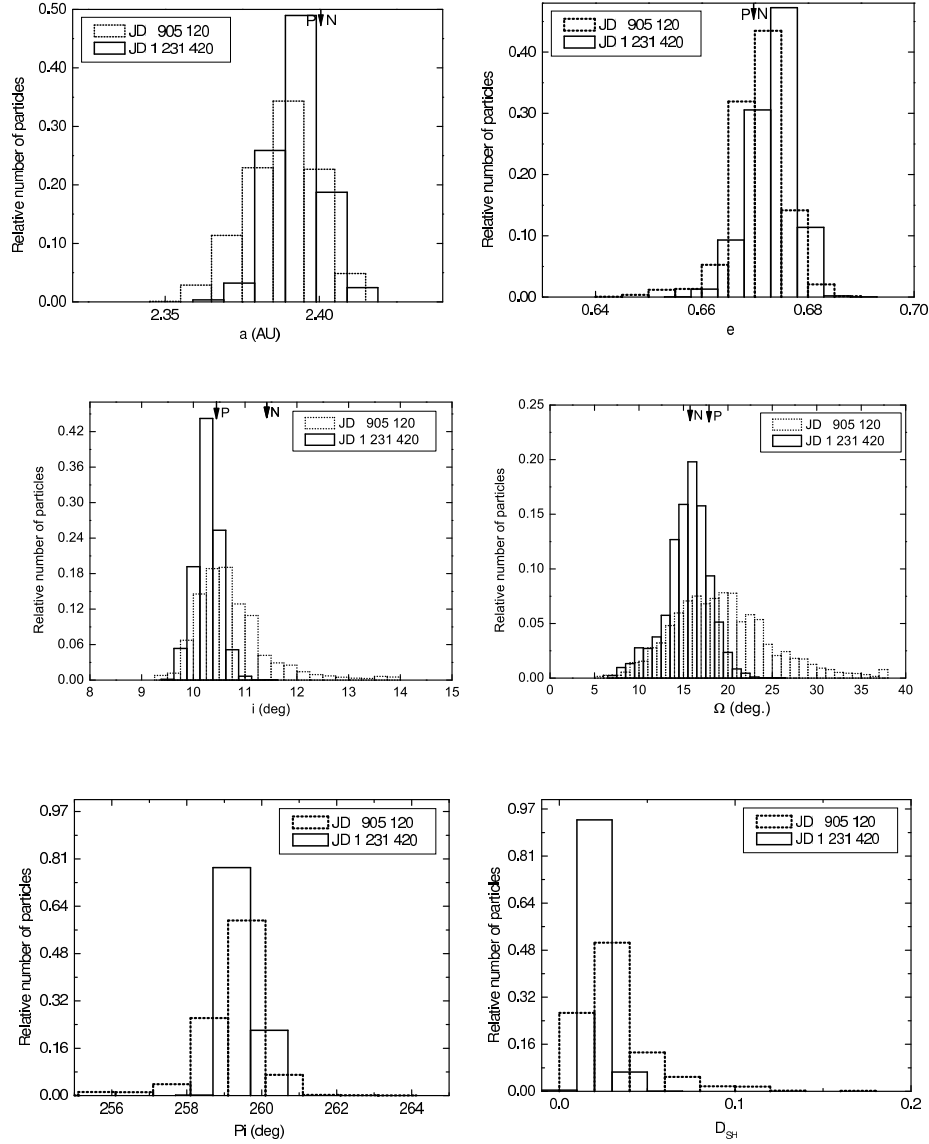 P N
JD 905 120
JD 1 231 420
0.50
0.40
0.30
0.20
0.10
0.00
Relative number of particles
2.35 2.40
a (AU)
P N
JD 905 120
JD 1 231 420
0.40
0.30
0.20
0.10
0.00
Relative number of particles
0.64 0.66 0.68 0.70
e
P N
JD 905 120
JD 1 231 420
0.42
0.36
0.30
0.24
0.18
0.12
0.06
0.00
Relative number of particles
8 9 10 11 12 13 14 15
i (deg)
N P
JD 905 120
JD 1 231 420
0.25
0.20
0.15
0.10
0.05
0.00
Relative number of particles
0 5 10 15 20 25 30 35 40
Ω (deg.)
JD 905 120
JD 1 231 420
0.97
0.81
0.64
0.48
0.32
0.16
0.00
Relative number of particles
256 258 260 262 264
Pi (deg)
JD 905 120
JD 1 231 420
0.97
0.81
0.64
0.48
0.32
0.16
0.00
Relative number of particles
0.0 0.1 0.2
D_SH